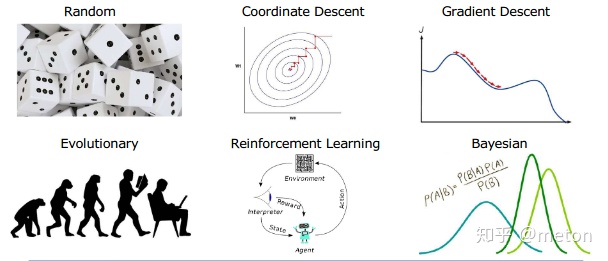 Random
Coordinate Descent
Gradient Descent
W1
W0
J
Evolutionary
Reinforcement Learning
Bayesian
Environment
Reward
Interpreter
State
Action
Agent
P(A|B)= P(B|A) P(A)
P(B)
知乎 @meton